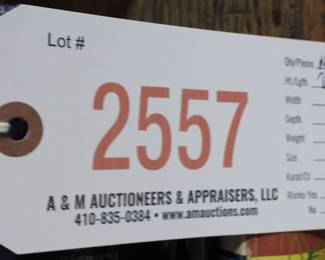 Lot #
2557
A & M AUCTIONEERS & APPRAISERS, LLC
410-835-0384 • www.amauctions.com
Qty/Pieces
Ht./Lgth.
Width
Depth
Weight
Size
Karat/Ct
Works: Yes
No